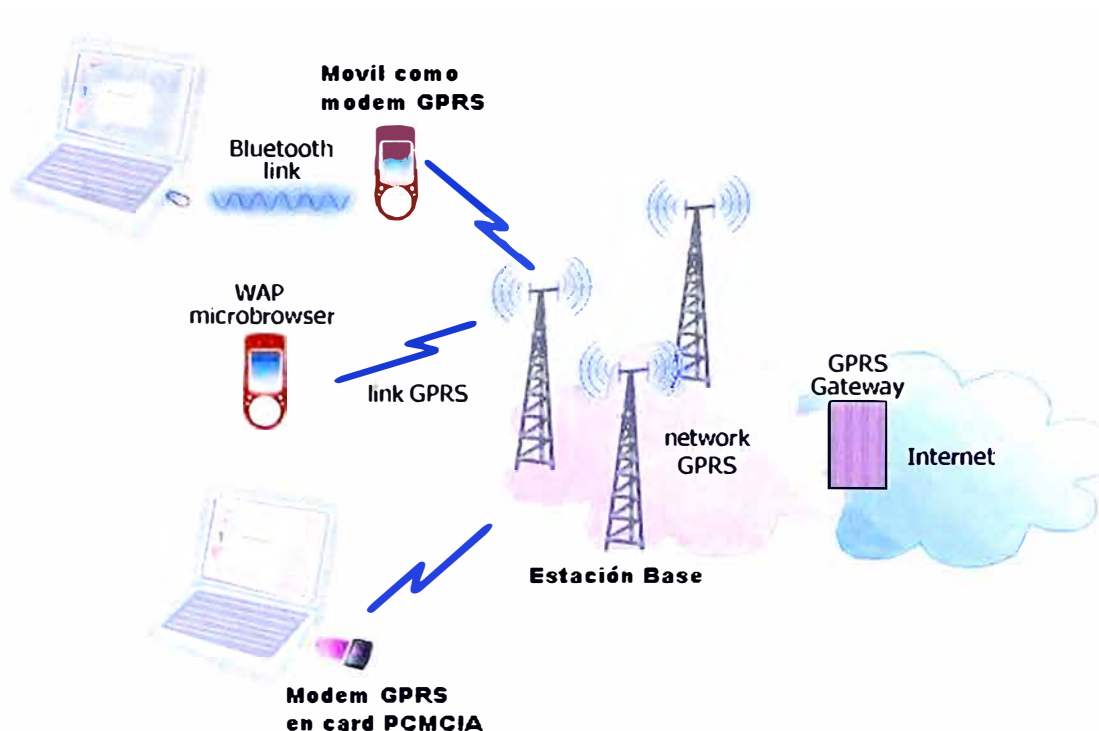 Movil como
modem GPRS
Bluetooth
link
WAP
microbrowser
link GPRS
GPRS
Gateway
network
GPRS
Internet
Estación Base
Modem GPRS
en card PCMCIA